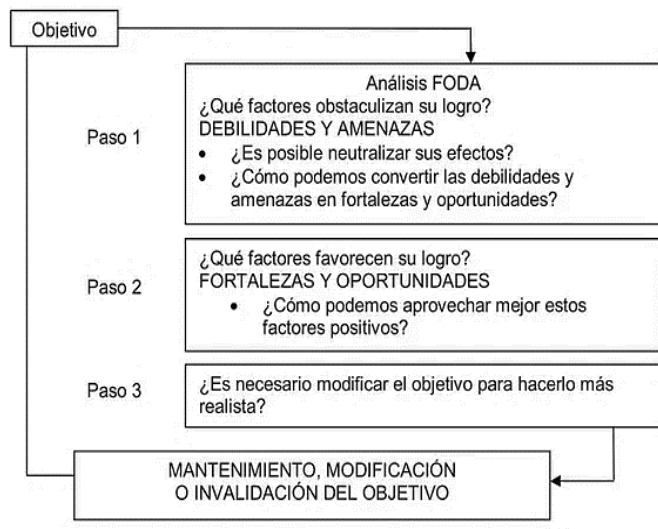 Objetivo
Análisis FODA
¿Qué factores obstaculizan su logro?
Paso 1
DEBILIDADES Y AMENAZAS
• ¿Es posible neutralizar sus efectos?
• ¿Cómo podemos convertir las debilidades y
amenazas en fortalezas y oportunidades?
¿Qué factores favorecen su logro?
Paso 2
FORTALEZAS Y OPORTUNIDADES
• ¿Cómo podemos aprovechar mejor estos
factores positivos?
Paso 3
¿Es necesario modificar el objetivo para hacerlo más
realista?
MANTENIMIENTO, MODIFICACIÓN
O INVALIDACIÓN DEL OBJETIVO